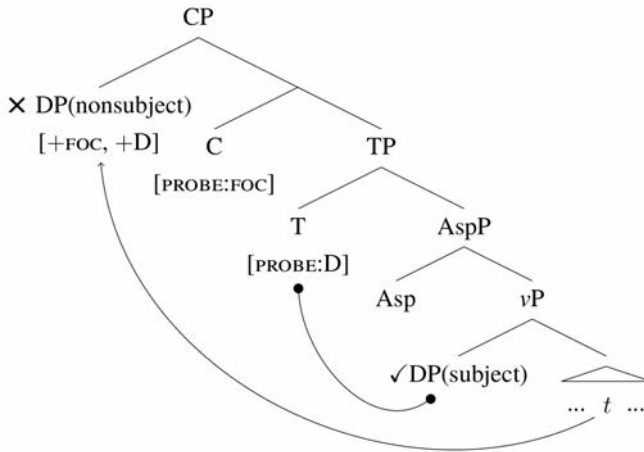 CP
× DP(nonsubject)
[+FOC, +D]
C
TP
[PROBE:FOC]
T
AspP
[PROBE:D]
Asp
vP
✓DP(subject)
... t ...